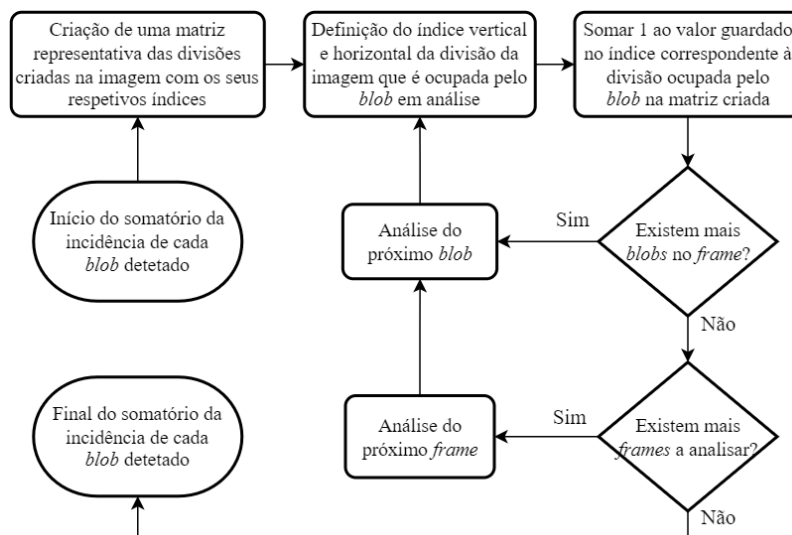 Criação de uma matriz
representativa das divisões
criadas na imagem com os seus
respetivos índices
Definição do índice vertical
e horizontal da divisão da
imagem que é ocupada pelo
blob em análise
Somar 1 ao valor guardado
no índice correspondente à
divisão ocupada pelo
blob na matriz criada
Início do somatório da
incidência de cada
blob detetado
Análise do
próximo blob
Sim
Existem mais
blobs no frame?
Não
Final do somatório da
incidência de cada
blob detetado
Análise do
próximo frame
Sim
Existem mais
frames a analisar?
Não